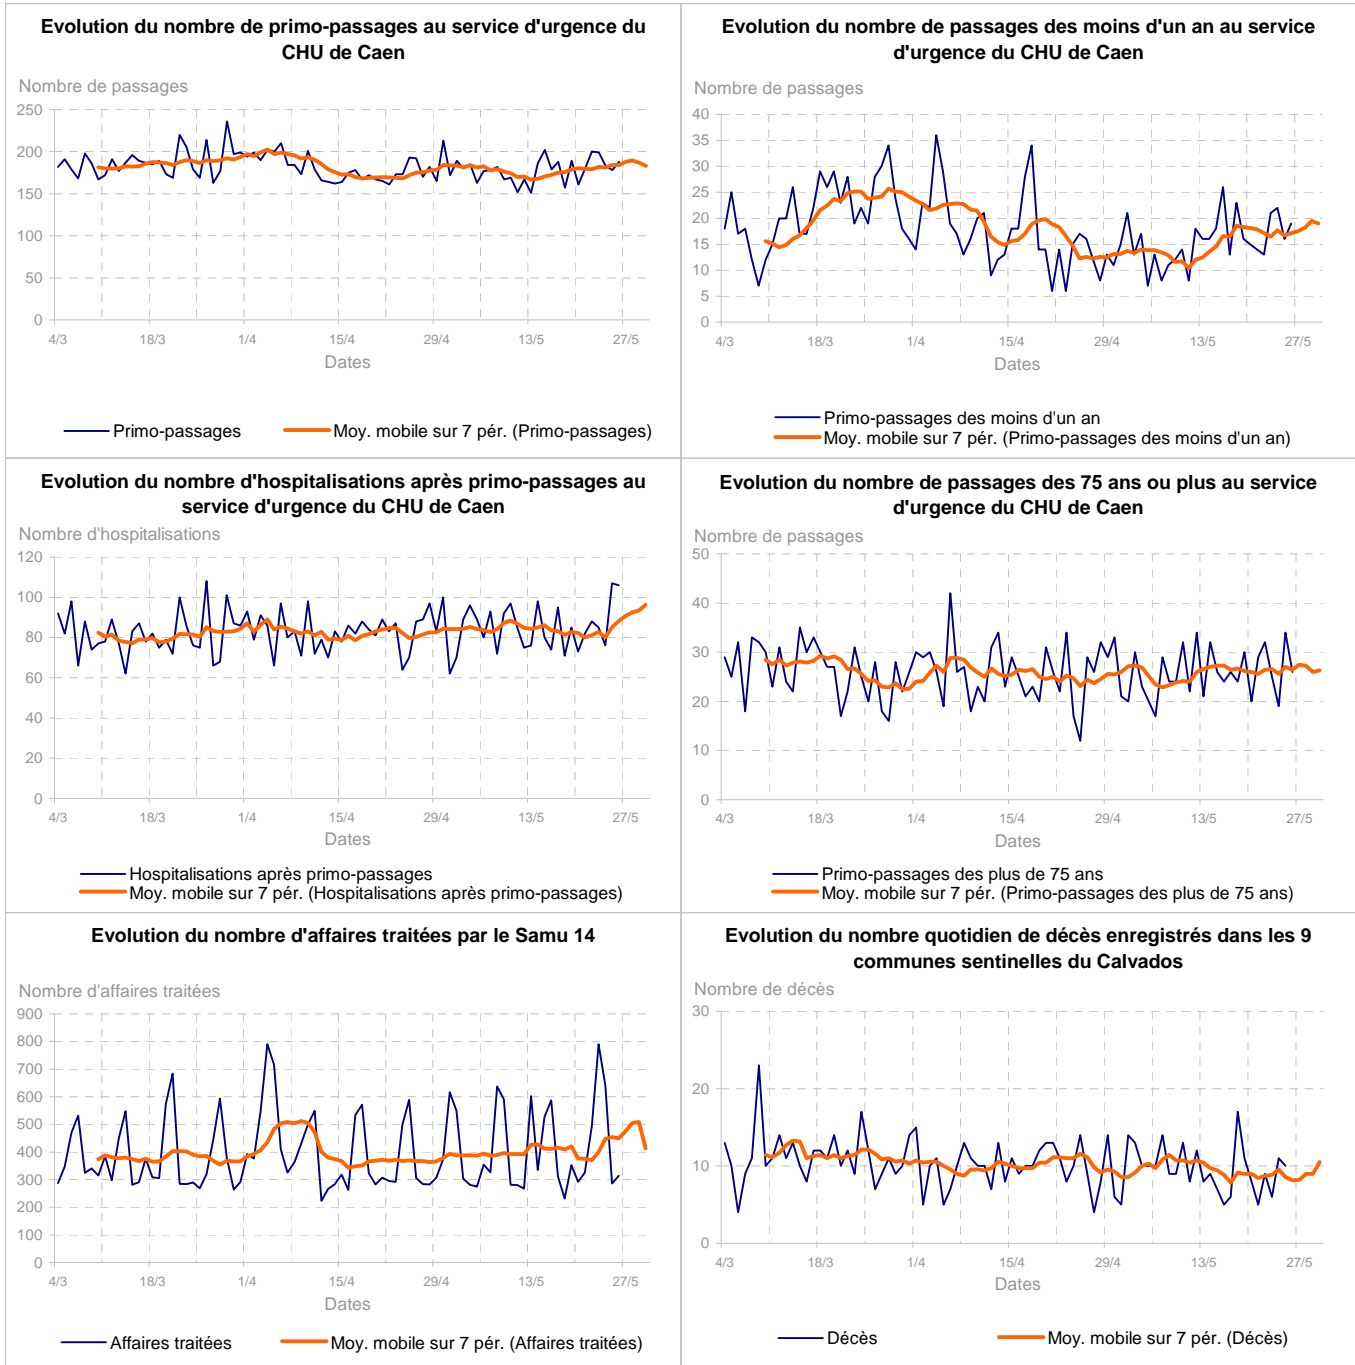 Evolution du nombre de primo-passages au service d'urgence du
CHU de Caen
Nombre de passages
250
200
150
100
50
0
4/3 18/3 1/4 15/4 29/4 13/5 27/5
Dates
Primo-passages Moy. mobile sur 7 pér. (Primo-passages)
Evolution du nombre de passages des moins d'un an au service
d'urgence du CHU de Caen
Nombre de passages
40
35
30
25
20
15
10
5
0
4/3 18/3 1/4 15/4 29/4 13/5 27/5
Dates
Primo-passages des moins d'un an
Moy. mobile sur 7 pér. (Primo-passages des moins d'un an)
Evolution du nombre d'hospitalisations après primo-passages au
service d'urgence du CHU de Caen
Nombre d'hospitalisations
120
100
80
60
40
20
0
4/3 18/3 1/4 15/4 29/4 13/5 27/5
Dates
Hospitalisations après primo-passages
Moy. mobile sur 7 pér. (Hospitalisations après primo-passages)
Evolution du nombre de passages des 75 ans ou plus au service
d'urgence du CHU de Caen
Nombre de passages
50
40
30
20
10
0
4/3 18/3 1/4 15/4 29/4 13/5 27/5
Dates
Primo-passages des plus de 75 ans
Moy. mobile sur 7 pér. (Primo-passages des plus de 75 ans)
Evolution du nombre d'affaires traitées par le Samu 14
Nombre d'affaires traitées
900
800
700
600
500
400
300
200
100
0
4/3 18/3 1/4 15/4 29/4 13/5 27/5
Dates
Affaires traitées Moy. mobile sur 7 pér. (Affaires traitées)
Evolution du nombre quotidien de décès enregistrés dans les 9
communes sentinelles du Calvados
Nombre de décès
30
20
10
0
4/3 18/3 1/4 15/4 29/4 13/5 27/5
Dates
Décès Moy. mobile sur 7 pér. (Décès)